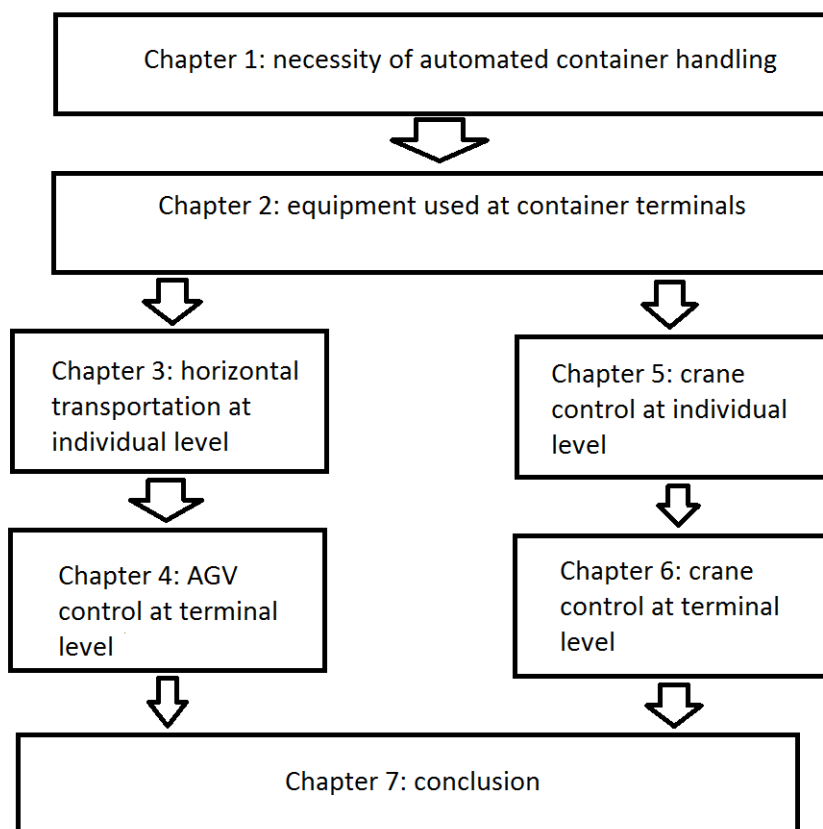 Chapter 1: necessity of automated container handling
Chapter 2: equipment used at container terminals
Chapter 3: horizontal
transportation at
individual level
Chapter 4: AGV
control at terminal
level
Chapter 5: crane
control at individual
level
Chapter 6: crane
control at terminal
level
Chapter 7: conclusion